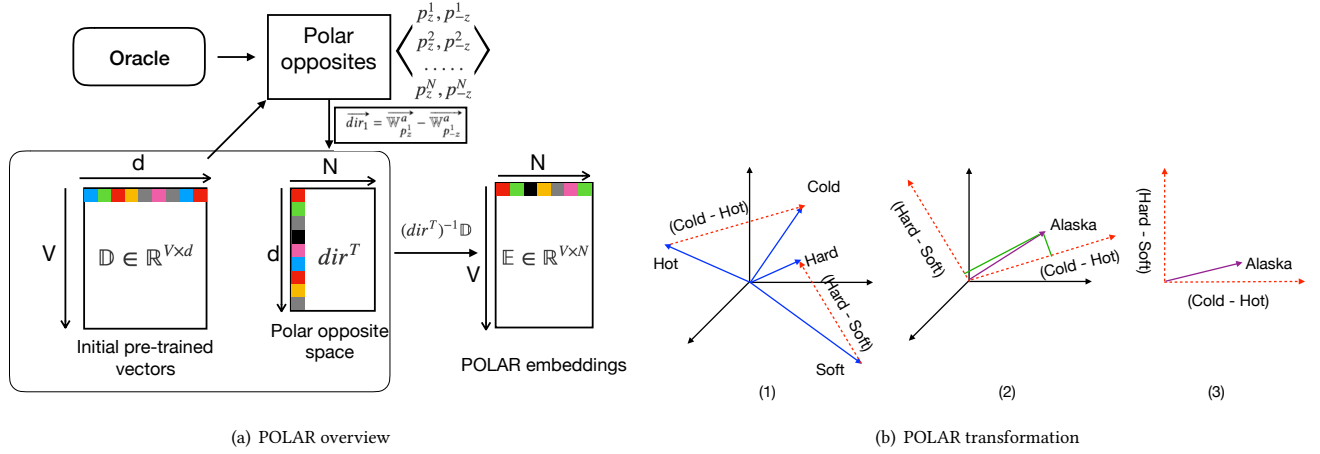 Oracle
Polar
opposites
p_z^1, p_{-z}^1
p_z^2, p_{-z}^2
. . . . .
p_z^N, p_{-z}^N
\overrightarrow{dir_1} = \overrightarrow{𝕎^a_{p_z^1}} − \overrightarrow{𝕎^a_{p_{-z}^1}}
d
V
𝔻 ∈ ℝ^{V×d}
Initial pre-trained
vectors
N
d
dir^T
Polar opposite
space
(dir^T)^{-1}𝔻
N
V
𝔼 ∈ ℝ^{V×N}
POLAR embeddings
(a) POLAR overview
Cold
(Cold - Hot)
Hot
Hard
(Hard - Soft)
Soft
(1)
(Hard - Soft)
Alaska
(Cold - Hot)
(2)
(Hard - Soft)
Alaska
(Cold - Hot)
(3)
(b) POLAR transformation